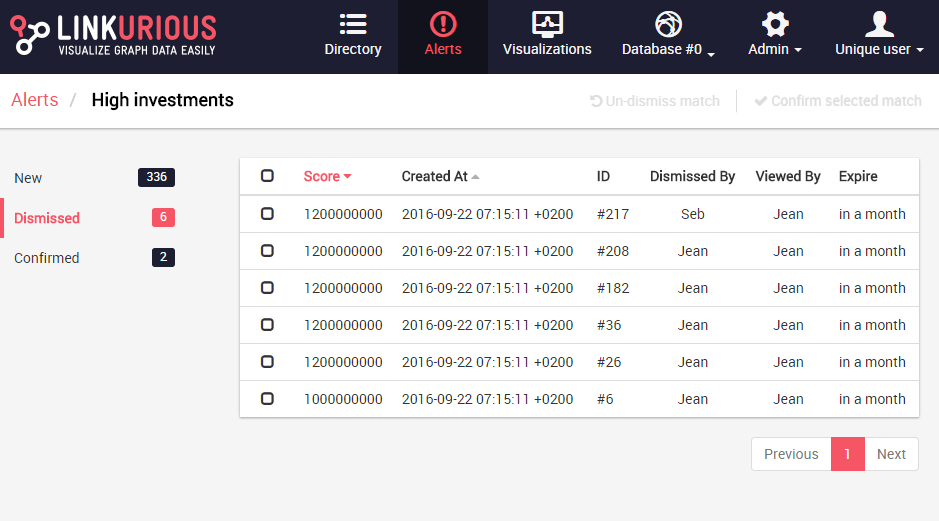 LINKURIOUS
VISUALIZE GRAPH DATA EASILY
Directory
Alerts
Visualizations
Database #0
Admin
Unique user
Alerts / High investments
Un-dismiss match
Confirm selected match
New 336
Dismissed 6
Confirmed 2
Score Created At ID Dismissed By Viewed By Expire
1200000000 2016-09-22 07:15:11 +0200 #217 Seb Jean in a month
1200000000 2016-09-22 07:15:11 +0200 #208 Jean Jean in a month
1200000000 2016-09-22 07:15:11 +0200 #182 Jean Jean in a month
1200000000 2016-09-22 07:15:11 +0200 #36 Jean Jean in a month
1200000000 2016-09-22 07:15:11 +0200 #26 Jean Jean in a month
1000000000 2016-09-22 07:15:11 +0200 #6 Jean Jean in a month
Previous 1 Next